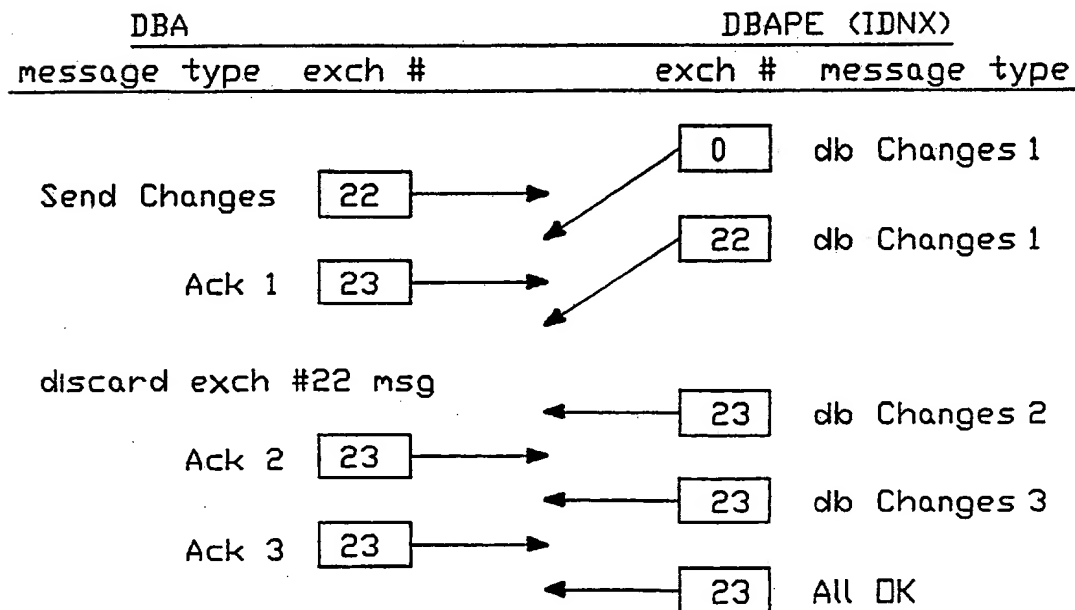 DBA DBAPE (IDNX)
message type exch # exch # message type
0 db Changes 1
Send Changes 22
22 db Changes 1
Ack 1 23
discard exch #22 msg
23 db Changes 2
Ack 2 23
23 db Changes 3
Ack 3 23
23 All OK